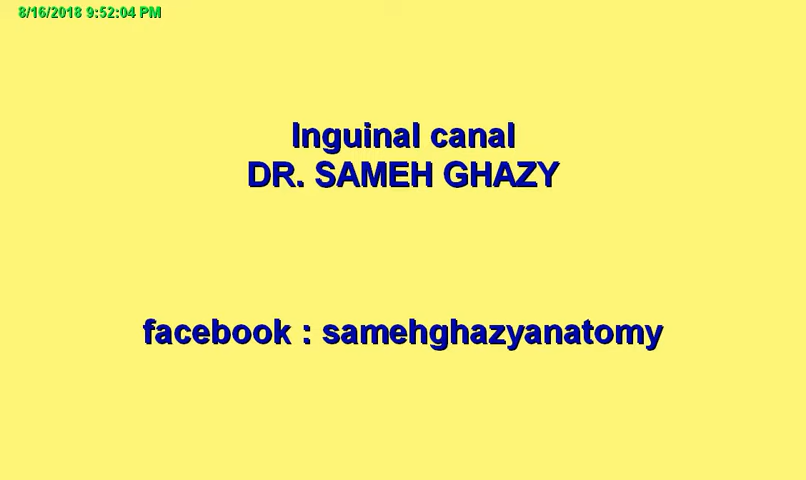 8/16/2018 9:52:04 PM
Inguinal canal
DR. SAMEH GHAZY
facebook : samehghazyanatomy